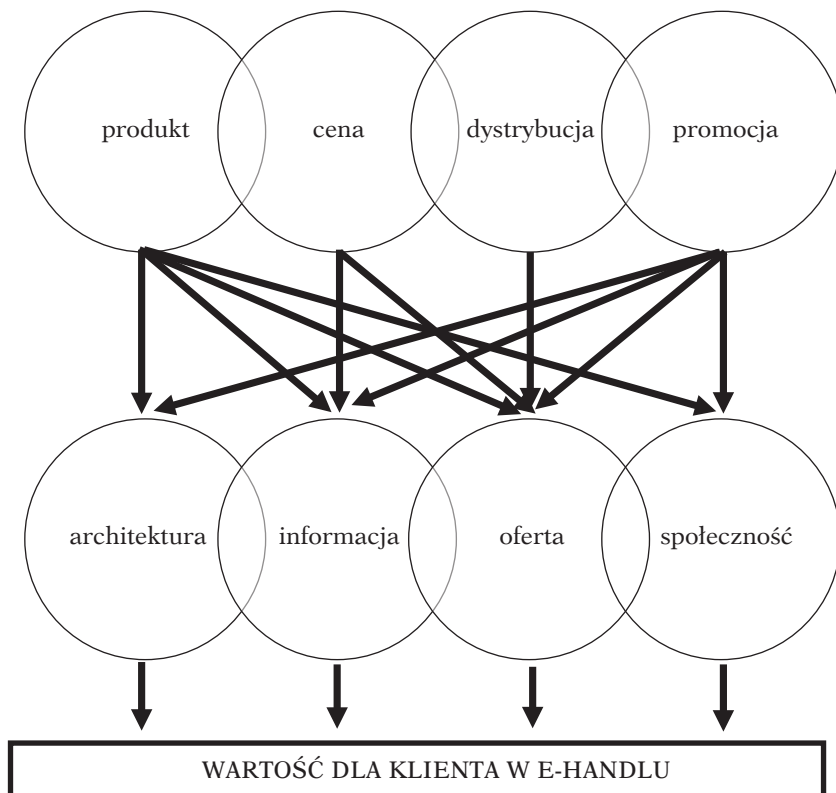 produkt cena dystrybucja promocja
architektura informacja oferta społeczność
WARTOŚĆ DLA KLIENTA W E-HANDLU